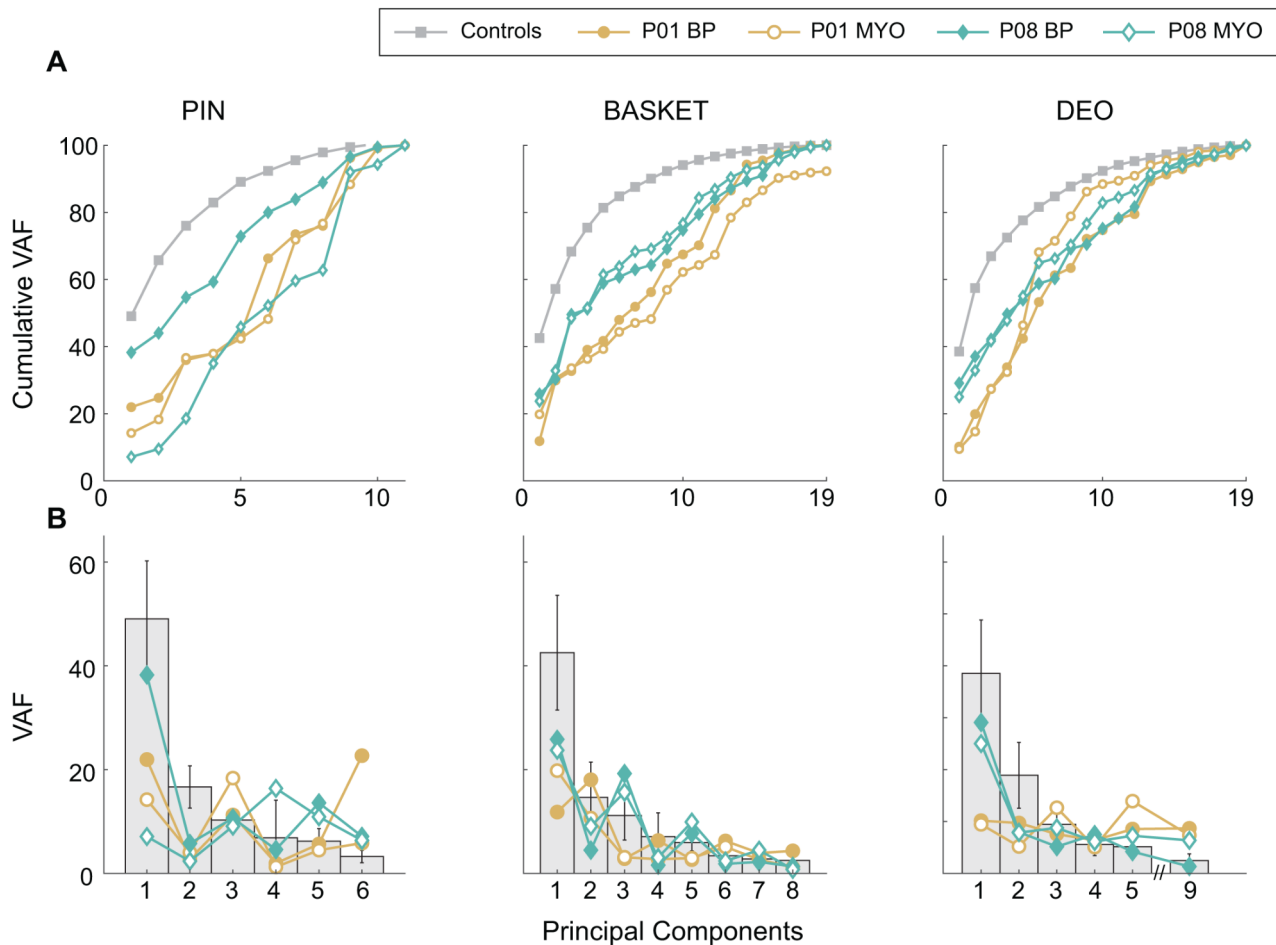 Controls P01 BP P01 MYO P08 BP P08 MYO
A
PIN BASKET DEO
Cumulative VAF
100
80
60
40
20
0
0 5 10
0 10 19
0 10 19
B
VAF
60
40
20
0
1 2 3 4 5 6
1 2 3 4 5 6 7 8
1 2 3 4 5 // 9
Principal Components